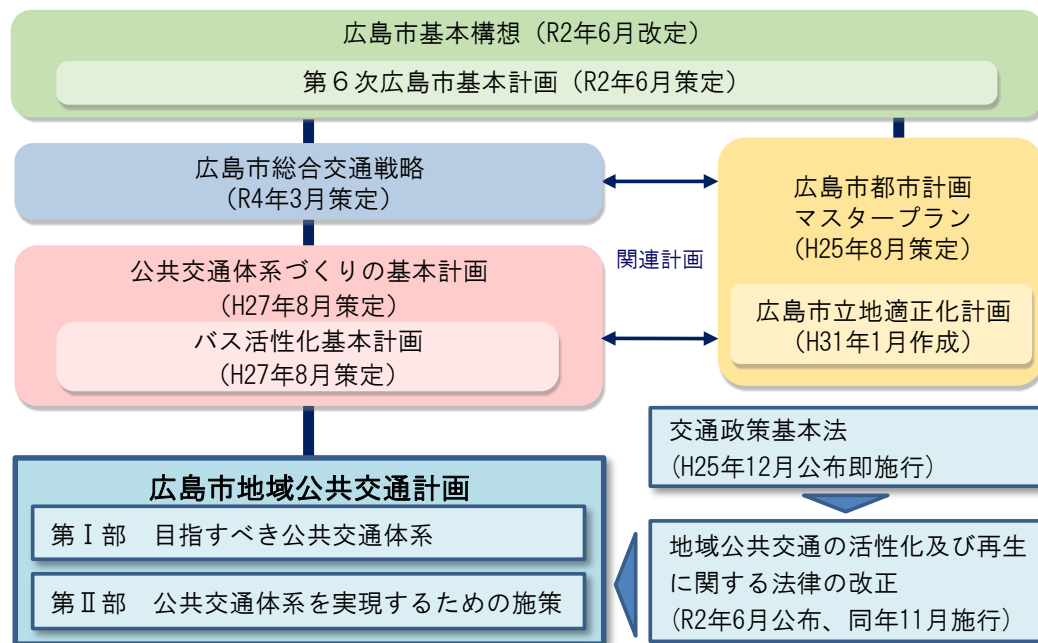 広島市基本構想（R2年6月改定）
第６次広島市基本計画（R2年6月策定）
広島市総合交通戦略
（R4年3月策定）
公共交通体系づくりの基本計画
（H27年8月策定）
バス活性化基本計画
（H27年8月策定）
関連計画
広島市都市計画
マスタープラン
（H25年8月策定）
広島市立地適正化計画
（H31年1月作成）
広島市地域公共交通計画
第Ⅰ部　目指すべき公共交通体系
第Ⅱ部　公共交通体系を実現するための施策
交通政策基本法
（H25年12月公布即施行）
地域公共交通の活性化及び再生
に関する法律の改正
（R2年6月公布、同年11月施行）